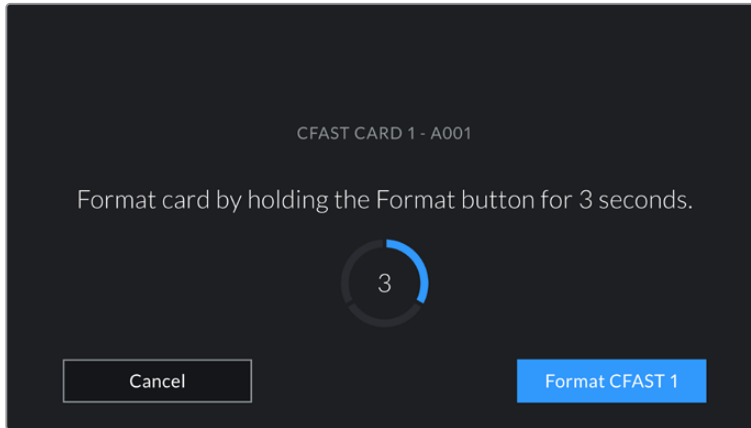 CFAST CARD 1 - A001
Format card by holding the Format button for 3 seconds.
3
Cancel
Format CFAST 1